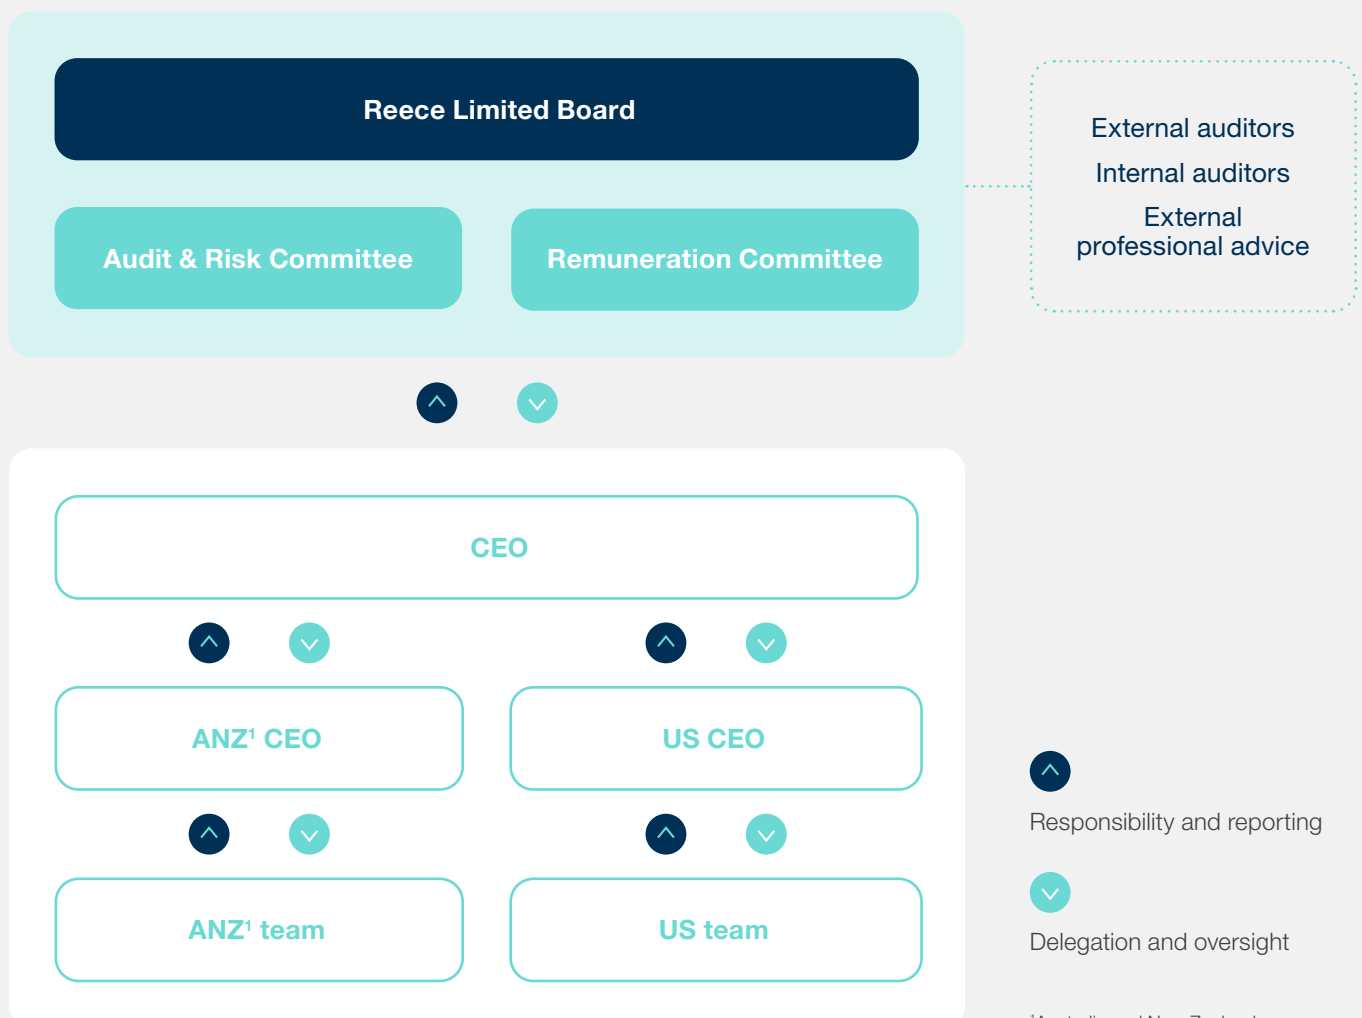 Reece Limited Board
Audit & Risk Committee
Remuneration Committee
External auditors
Internal auditors
External
professional advice
CEO
ANZ¹ CEO
US CEO
ANZ¹ team
US team
Responsibility and reporting
Delegation and oversight